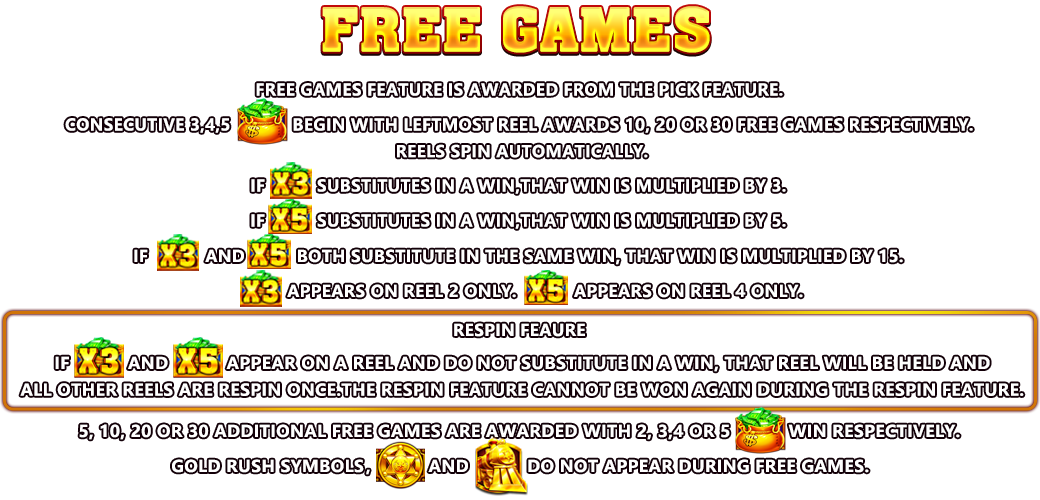 FREE GAMES
FREE GAMES FEATURE IS AWARDED FROM THE PICK FEATURE.
CONSECUTIVE 3,4,5 BEGIN WITH LEFTMOST REEL AWARDS 10, 20 OR 30 FREE GAMES RESPECTIVELY.
REELS SPIN AUTOMATICALLY.
IF X3 SUBSTITUTES IN A WIN,THAT WIN IS MULTIPLIED BY 3.
IF X5 SUBSTITUTES IN A WIN,THAT WIN IS MULTIPLIED BY 5.
IF X3 AND X5 BOTH SUBSTITUTE IN THE SAME WIN, THAT WIN IS MULTIPLIED BY 15.
X3 APPEARS ON REEL 2 ONLY. X5 APPEARS ON REEL 4 ONLY.
RESPIN FEAURE
IF X3 AND X5 APPEAR ON A REEL AND DO NOT SUBSTITUTE IN A WIN, THAT REEL WILL BE HELD AND
ALL OTHER REELS ARE RESPIN ONCE.THE RESPIN FEATURE CANNOT BE WON AGAIN DURING THE RESPIN FEATURE.
5, 10, 20 OR 30 ADDITIONAL FREE GAMES ARE AWARDED WITH 2, 3,4 OR 5 WIN RESPECTIVELY.
GOLD RUSH SYMBOLS, AND DO NOT APPEAR DURING FREE GAMES.